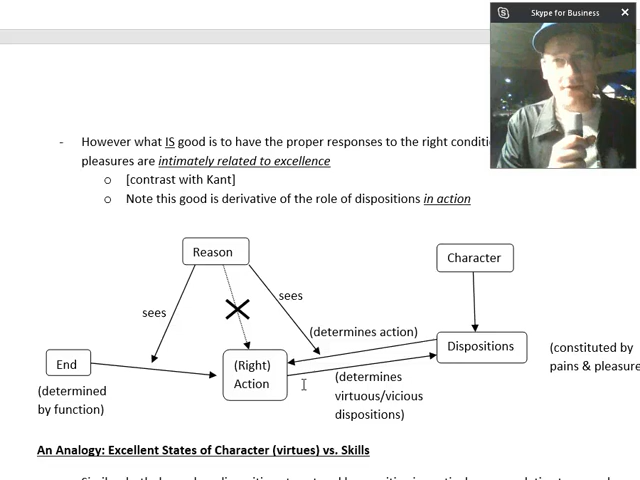 Skype for Business
- However what IS good is to have the proper responses to the right
pleasures are intimately related to excellence
o [contrast with Kant]
o Note this good is derivative of the role of dispositions in action
Reason
Character
sees
sees
(determines action)
Dispositions
(constituted by
pains &
End
(Right)
Action
(determined
by function)
(determines
virtuous/vicious
dispositions)
An Analogy: Excellent States of Character (virtues) vs. Skills